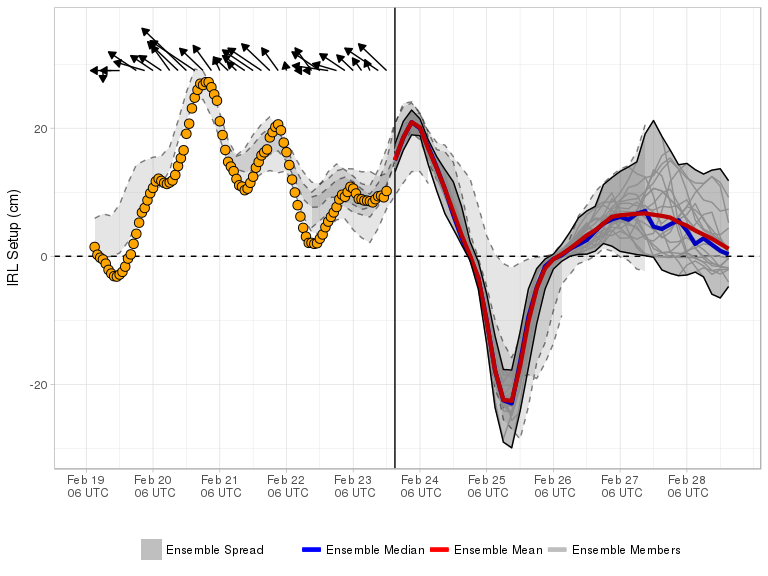 IRL Setup (cm)
20
0
-20
Feb 19 Feb 20 Feb 21 Feb 22 Feb 23 Feb 24 Feb 25 Feb 26 Feb 27 Feb 28
06 UTC 06 UTC 06 UTC 06 UTC 06 UTC 06 UTC 06 UTC 06 UTC 06 UTC 06 UTC
Ensemble Spread Ensemble Median Ensemble Mean Ensemble Members